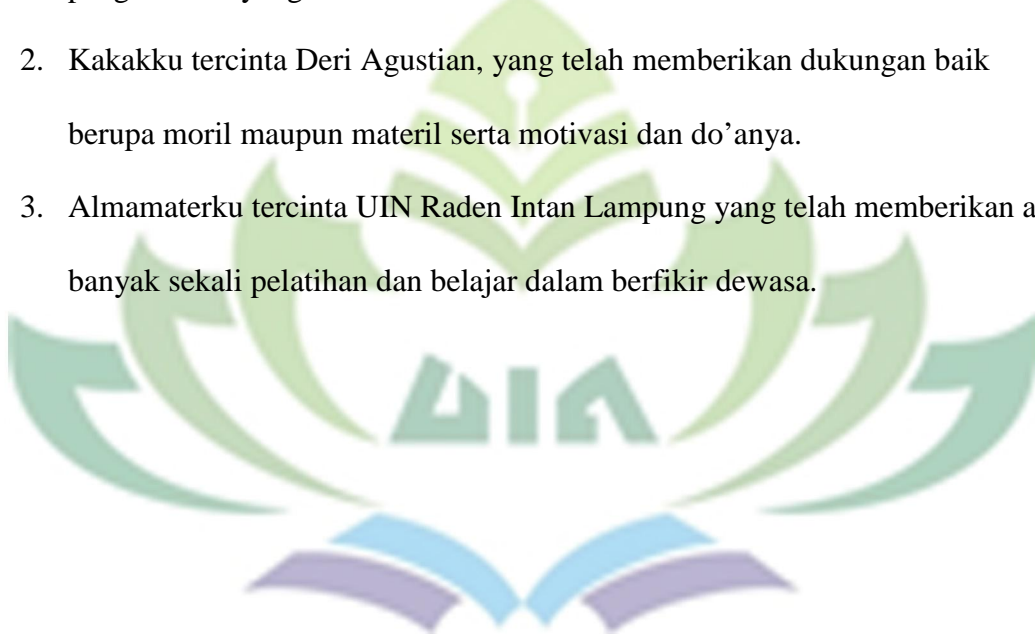 2. Kakakku tercinta Deri Agustian, yang telah memberikan dukungan baik
berupa moril maupun materil serta motivasi dan do’anya.
3. Almamaterku tercinta UIN Raden Intan Lampung yang telah memberikan a
banyak sekali pelatihan dan belajar dalam berfikir dewasa.
UIN